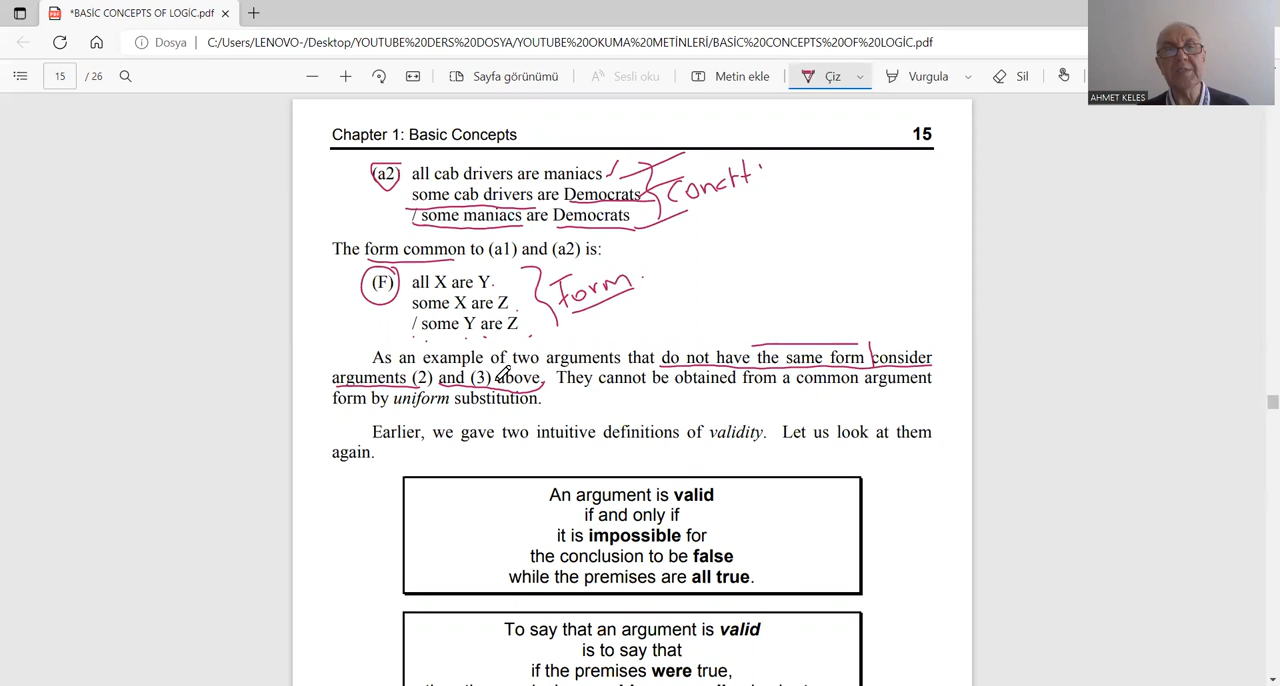 *BASİC CONCEPTS OF LOGİC.pdf
Dosya
C:/Users/LENOVO-/Desktop/YOUTUBE%20DERS%20DOSYA/YOUTUBE%20OKUMA%20METİNLERİ/BASİC%20CONCEPTS%20OF%20LOGİC.pdf
15 / 26
Sayfa görünümü
Sesli oku
Metin ekle
Çiz
Vurgula
Sil
AHMET KELES
Chapter 1: Basic Concepts 15
(a2) all cab drivers are maniacs
some cab drivers are Democrats
/ some maniacs are Democrats
The form common to (a1) and (a2) is:
(F) all X are Y.
some X are Z
/ some Y are Z
Form
As an example of two arguments that do not have the same form consider
arguments (2) and (3) above. They cannot be obtained from a common argument
form by uniform substitution.
Earlier, we gave two intuitive definitions of validity. Let us look at them
again.
An argument is valid
if and only if
it is impossible for
the conclusion to be false
while the premises are all true.
To say that an argument is valid
is to say that
if the premises were true,